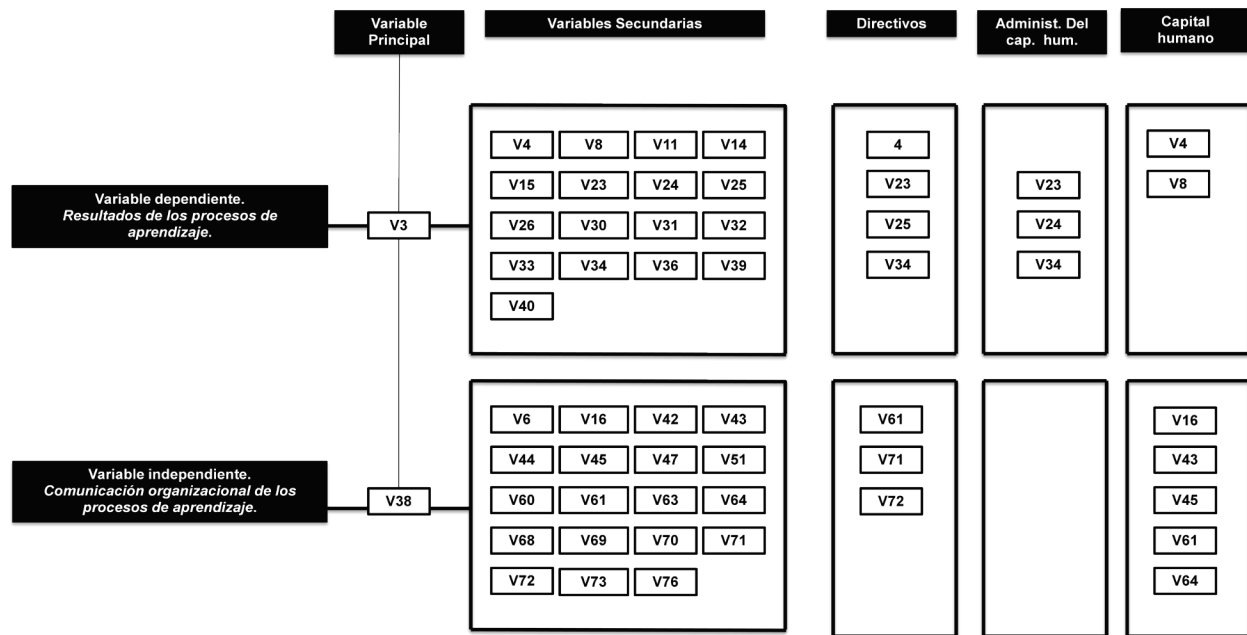 Variable
Principal
Variables Secundarias
Directivos
Administ. Del
cap. hum.
Capital
humano
Variable dependiente.
Resultados de los procesos de
aprendizaje.
V3
V4 V8 V11 V14
V15 V23 V24 V25
V26 V30 V31 V32
V33 V34 V36 V39
V40
4
V23
V25
V34
V23
V24
V34
V4
V8
Variable independiente.
Comunicación organizacional de los
procesos de aprendizaje.
V38
V6 V16 V42 V43
V44 V45 V47 V51
V60 V61 V63 V64
V68 V69 V70 V71
V72 V73 V76
V61
V71
V72
V16
V43
V45
V61
V64